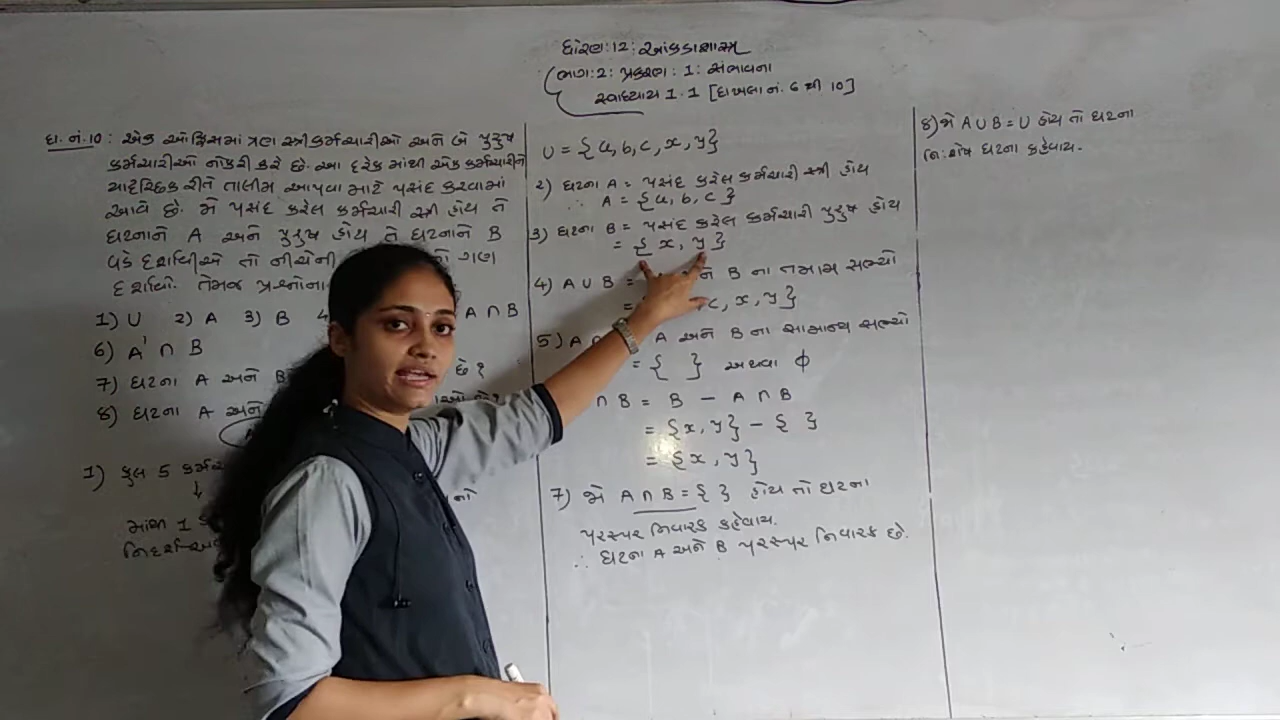 ધોરણ:12: આંકડાશાસ્ત્ર
ભાગ:2: પ્રકરણ: 1: સંભાવના
સ્વાધ્યાય 1.1 [દાખલા નં. 6 થી 10]
દા. નં. 10: એક ઓફિસમાં ત્રણ સ્ત્રી કર્મચારીઓ અને બે પુરુષ
કર્મચારીઓ નોકરી કરે છે. આ દરેક માંથી એક કર્મચારીને
યાદચ્છિક રીતે તાલીમ આપવા માટે પસંદ કરવામાં
આવે છે. જો પસંદ કરેલ કર્મચારી સ્ત્રી હોય તે
ઘટનાને A અને પુરુષ હોય તે ઘટનાને B
વડે દર્શાવીએ તો નીચેની ગણ
દર્શાવો. તેમજ પ્રશ્નોના
1) U 2) A 3) B 4 A ∩ B
6) A' ∩ B
7) ઘટના A અને B છે?
8) ઘટના A અને
1) કુલ 5
↓
માંથી 1
U = {a, b, c, x, y}
2) ઘટના A = પસંદ કરેલ કર્મચારી સ્ત્રી હોય
∴ A = {a, b, c}
3) ઘટના B = પસંદ કરેલ કર્મચારી પુરુષ હોય
= {x, y}
4) A ∪ B = અને B ના તમામ સભ્યો
= { c, x, y}
5) A ∩ A અને B ના સામાન્ય સભ્યો
= { } અથવા ϕ
∩ B = B - A ∩ B
= {x, y} - { }
= {x, y}
7) જો A ∩ B = { } હોય તો ઘટના
પરસ્પર નિવારક કહેવાય.
∴ ઘટના A અને B પરસ્પર નિવારક છે.
8) જો A ∪ B = U હોય તો ઘટના
નિ:શેષ ઘટના કહેવાય.